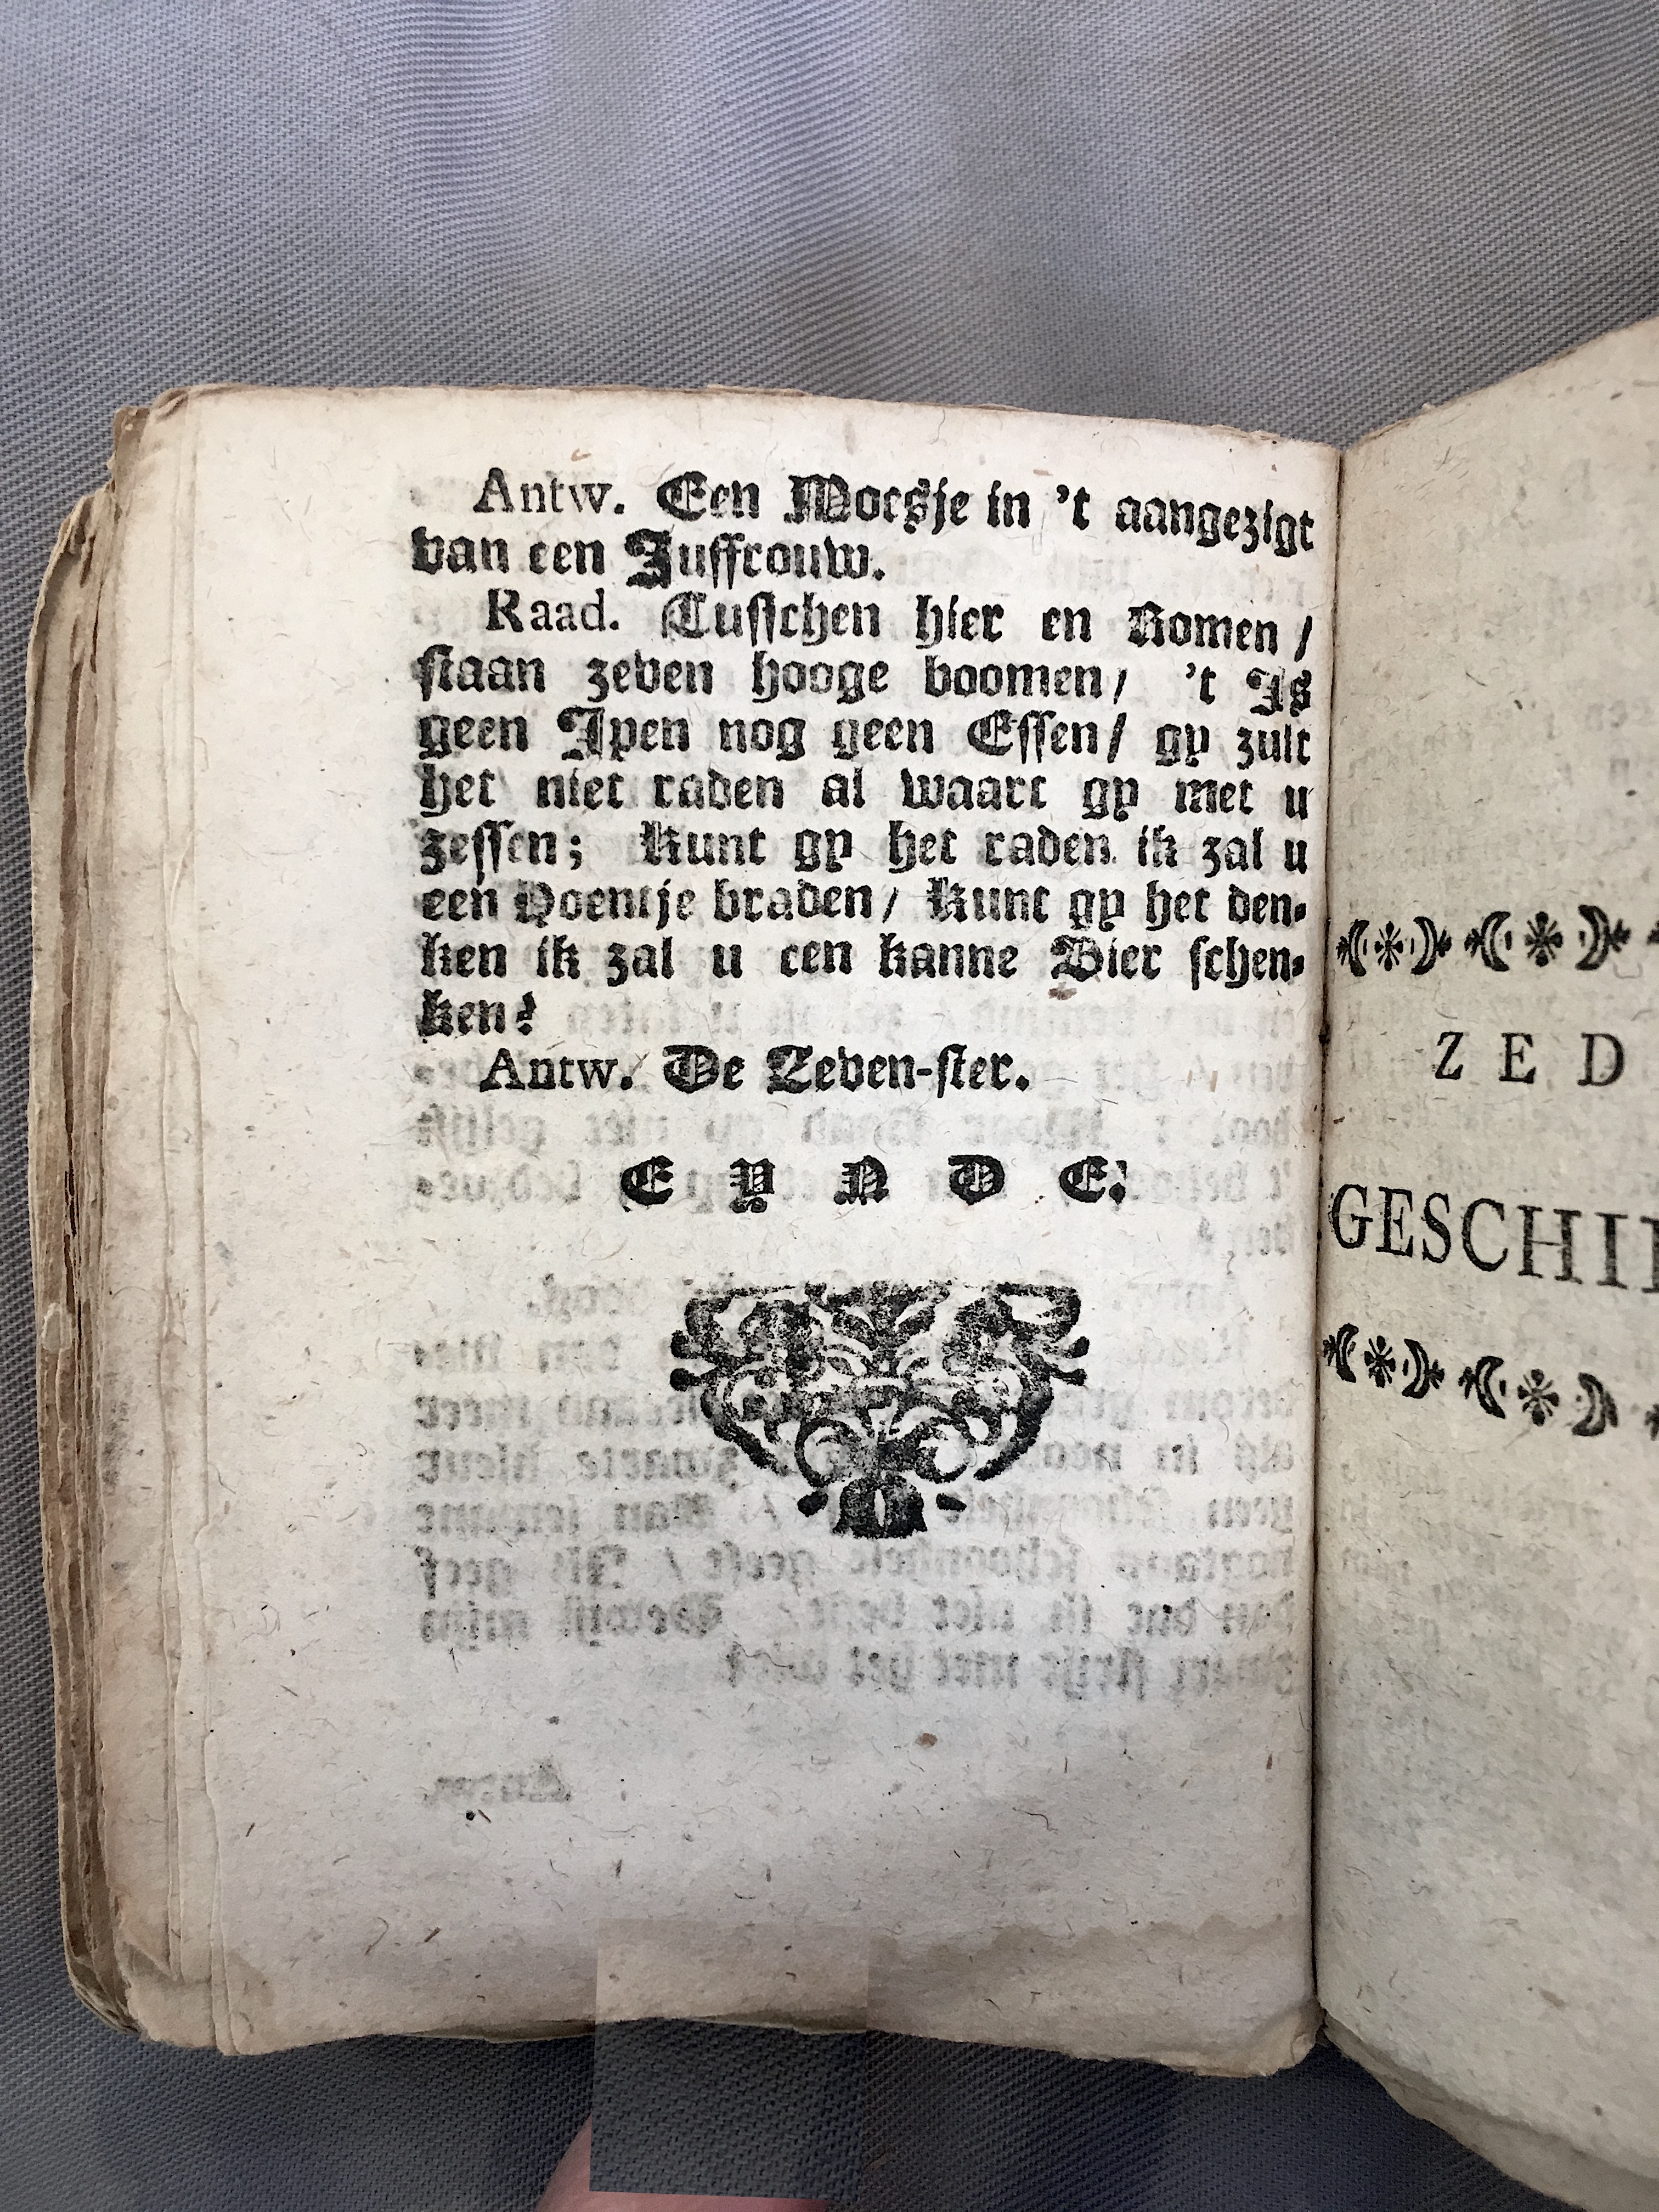 Antw. Een Moesje in 't aangezigt
van een Juffrouw.
Raad. Tusschen hier en Romen /
staan zeven hooge boomen / 't Is
geen Ipen nog geen Essen / gy zult
het niet raden al waart gy met u
zessen; Kunt gy het raden ik zal u
een Hoentje braden / Kunt gy het den-
ken ik zal u een kanne Bier schen-
ken?
Antw. De Zeven-ster.
EYNDE.
ZED
GESCHI